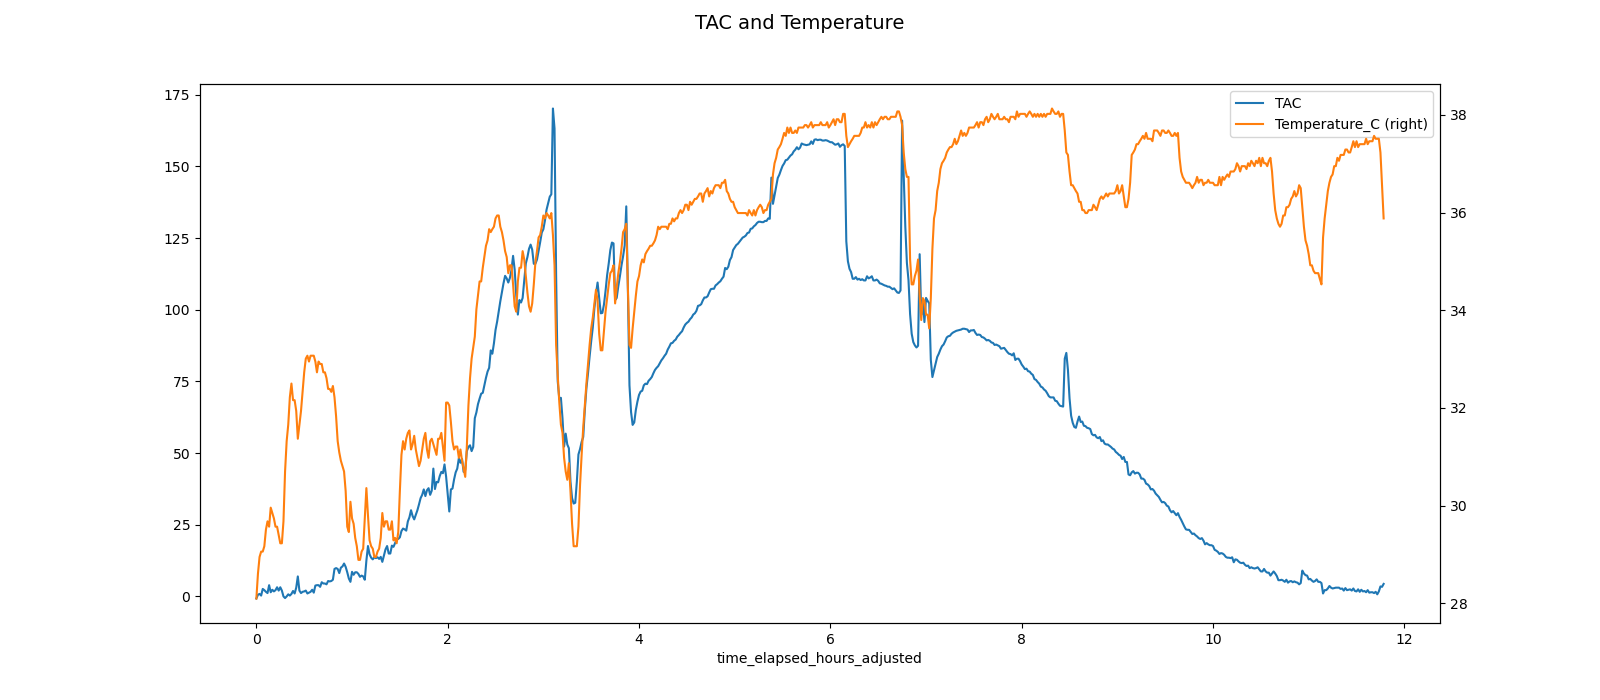 TAC and Temperature
TAC
Temperature_C (right)
175
150
125
100
75
50
25
0
38
36
34
32
30
28
0 2 4 6 8 10 12
time_elapsed_hours_adjusted